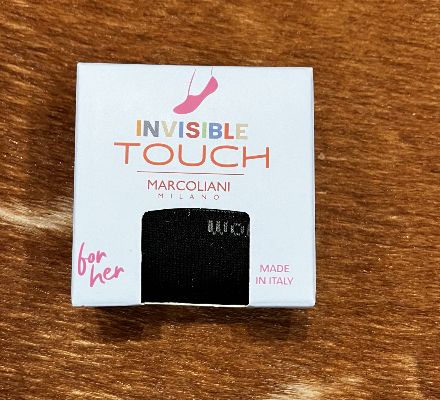 INVISIBLE
TOUCH
MARCOLIANI
MILANO
for
her
MADE
IN ITALY